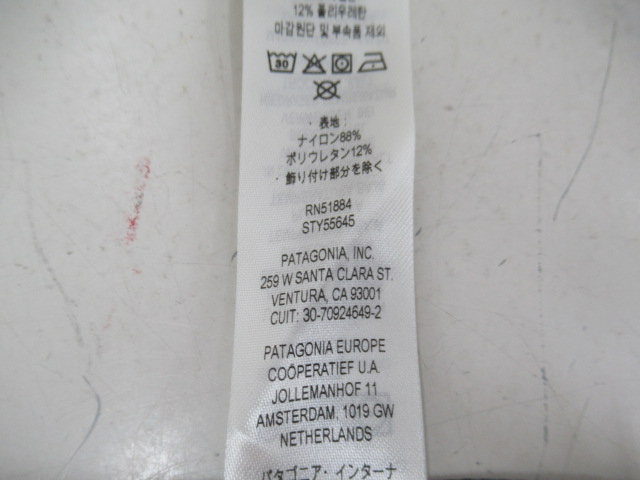 12% 폴리우레탄
마감원단 및 부속품 제외
30
・表地：
ナイロン88%
ポリウレタン12%
・飾り付け部分を除く
RN51884
STY55645
PATAGONIA, INC.
259 W SANTA CLARA ST.
VENTURA, CA 93001
CUIT: 30-70924649-2
PATAGONIA EUROPE
COÖPERATIEF U.A.
JOLLEMANHOF 11
AMSTERDAM, 1019 GW
NETHERLANDS
パタゴニア・インターナ